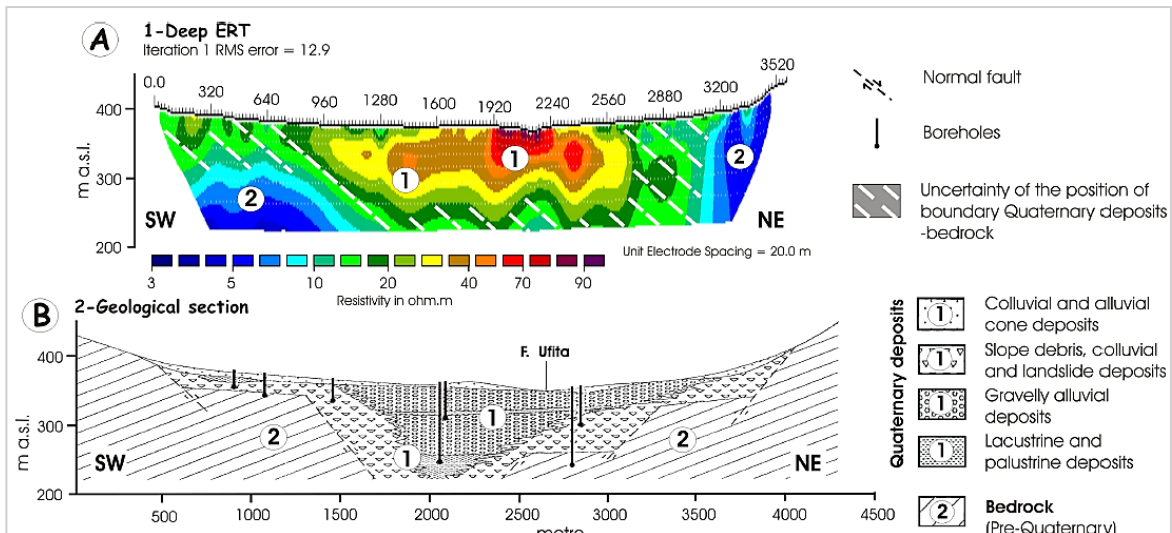 A
1-Deep ERT
Iteration 1 RMS error = 12.9
0.0 320 640 960 1280 1600 1920 2240 2560 2880 3200 3520
400
300
200
m a.s.l.
1
1
2
2
SW
NE
3 5 10 20 40 70 90
Resistivity in ohm.m
Unit Electrode Spacing = 20.0 m
Normal fault
Boreholes
Uncertainty of the position of
boundary Quaternary deposits
-bedrock
B
2-Geological section
400
300
200
m a.s.l.
F. Ufita
1
1
2
2
SW
NE
500 1000 1500 2000 2500 3000 3500 4000 4500
metre
Quaternary deposits
1
Colluvial and alluvial
cone deposits
1
Slope debris, colluvial
and landslide deposits
1
Gravelly alluvial
deposits
1
Lacustrine and
palustrine deposits
2
Bedrock
(Pre-Quaternary)